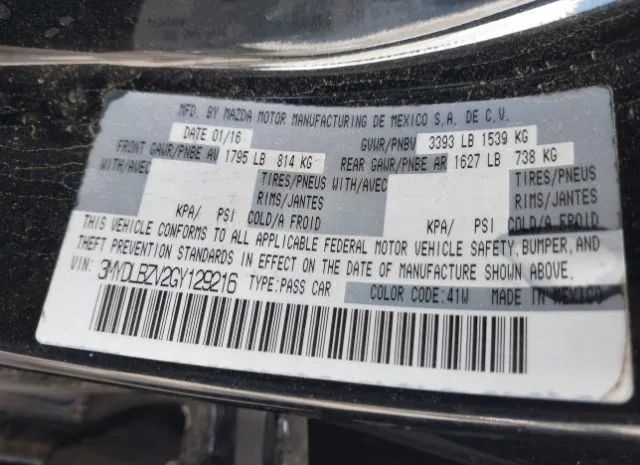 MFD. BY MAZDA MOTOR MANUFACTURING DE MEXICO S.A. DE C.V.
DATE 01/16 GVWR/PNBV 3393 LB 1539 KG
FRONT GAWR/PNBE AV 1795 LB 814 KG REAR GAWR/PNBE AR 1627 LB 738 KG
WITH/AVEC TIRES/PNEUS WITH/AVEC TIRES/PNEUS
RIMS/JANTES RIMS/JANTES
KPA/ PSI COLD/A FROID KPA/ PSI COLD/A FROID
THIS VEHICLE CONFORMS TO ALL APPLICABLE FEDERAL MOTOR VEHICLE SAFETY, BUMPER, AND
THEFT PREVENTION STANDARDS IN EFFECT ON THE DATE OF MANUFACTURE SHOWN ABOVE.
VIN: 3MYDLBZV2GY129216 TYPE:PASS CAR COLOR CODE:41W MADE IN MEXICO